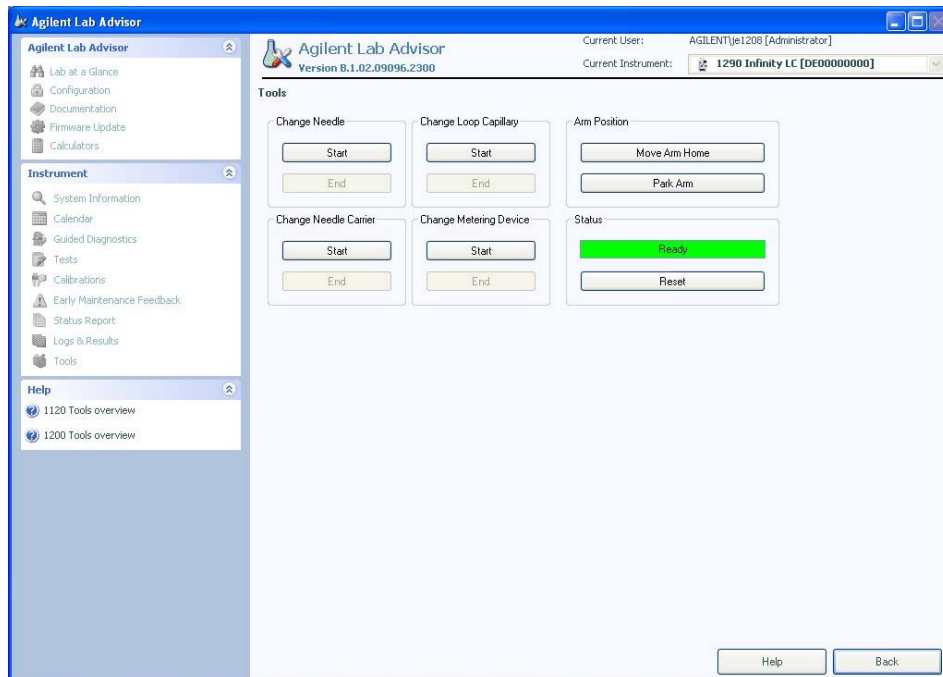 Agilent Lab Advisor
Agilent Lab Advisor
Lab at a Glance
Configuration
Documentation
Firmware Update
Calculators
Instrument
System Information
Calendar
Guided Diagnostics
Tests
Calibrations
Early Maintenance Feedback
Status Report
Logs & Results
Tools
Help
1120 Tools overview
1200 Tools overview
Agilent Lab Advisor
Version B.1.02.09096.2300
Current User: AGILENT\je1208 [Administrator]
Current Instrument: 1290 Infinity LC [DE00000000]
Tools
Change Needle
Start
End
Change Loop Capillary
Start
End
Arm Position
Move Arm Home
Park Arm
Change Needle Carrier
Start
End
Change Metering Device
Start
End
Status
Ready
Reset
Help
Back